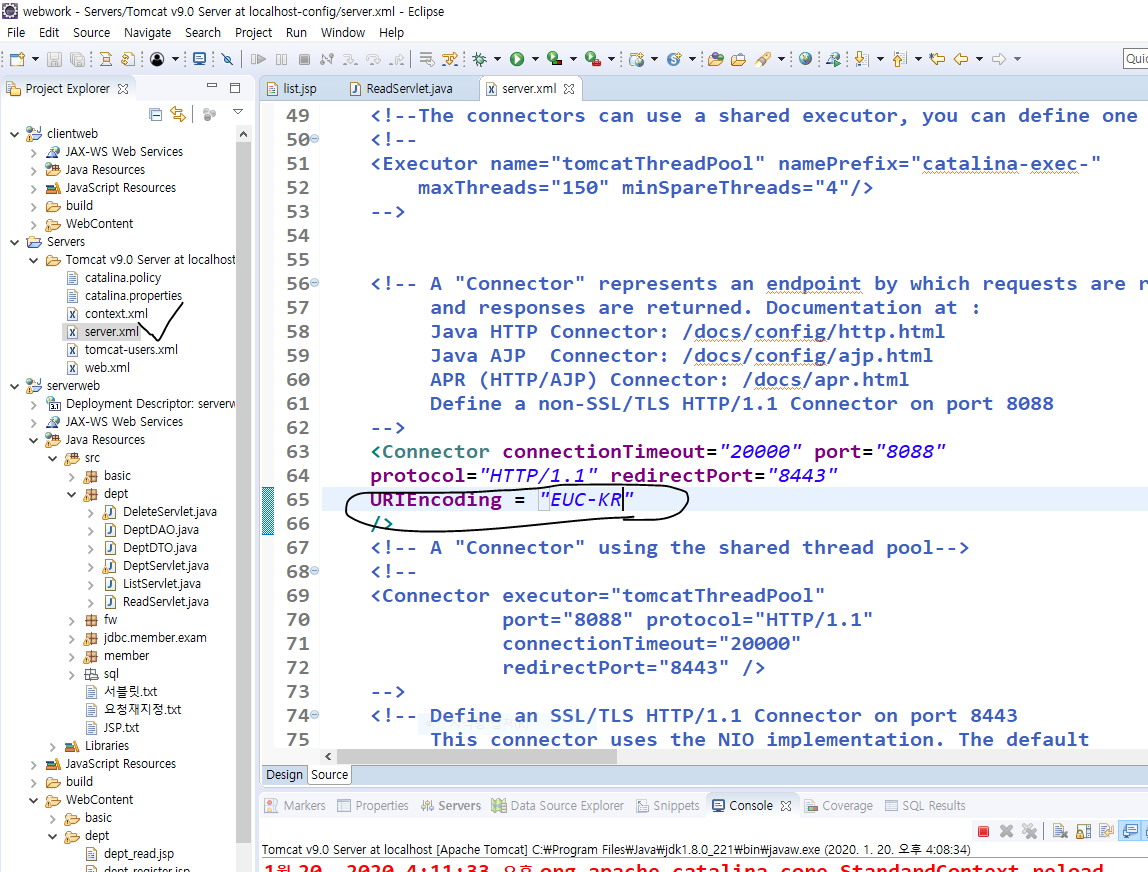 webwork - Servers/Tomcat v9.0 Server at localhost-config/server.xml - Eclipse
File Edit Source Navigate Search Project Run Window Help
Quic
Project Explorer
list.jsp ReadServlet.java server.xml
clientweb
JAX-WS Web Services
Java Resources
JavaScript Resources
build
WebContent
Servers
Tomcat v9.0 Server at localhost
catalina.policy
catalina.properties
context.xml
server.xml
tomcat-users.xml
web.xml
serverweb
Deployment Descriptor: serverw
JAX-WS Web Services
Java Resources
src
basic
dept
DeleteServlet.java
DeptDAO.java
DeptDTO.java
DeptServlet.java
ListServlet.java
ReadServlet.java
fw
jdbc.member.exam
member
sql
서블릿.txt
요청재지정.txt
JSP.txt
Libraries
JavaScript Resources
build
WebContent
basic
dept
dept_read.jsp
dept_register.jsp
49 <!--The connectors can use a shared executor, you can define one
50 <!--
51 <Executor name="tomcatThreadPool" namePrefix="catalina-exec-"
52 maxThreads="150" minSpareThreads="4"/>
53 -->
54
55
56 <!-- A "Connector" represents an endpoint by which requests are r
57 and responses are returned. Documentation at :
58 Java HTTP Connector: /docs/config/http.html
59 Java AJP  Connector: /docs/config/ajp.html
60 APR (HTTP/AJP) Connector: /docs/apr.html
61 Define a non-SSL/TLS HTTP/1.1 Connector on port 8088
62 -->
63 <Connector connectionTimeout="20000" port="8088"
64 protocol="HTTP/1.1" redirectPort="8443"
65 URIEncoding = "EUC-KR"
66 />
67 <!-- A "Connector" using the shared thread pool-->
68 <!--
69 <Connector executor="tomcatThreadPool"
70 port="8088" protocol="HTTP/1.1"
71 connectionTimeout="20000"
72 redirectPort="8443" />
73 -->
74 <!-- Define an SSL/TLS HTTP/1.1 Connector on port 8443
75 This connector uses the NIO implementation. The default
Design Source
Markers Properties Servers Data Source Explorer Snippets Console Coverage SQL Results
Tomcat v9.0 Server at localhost [Apache Tomcat] C:₩Program Files₩Java₩jdk1.8.0_221₩bin₩javaw.exe (2020. 1. 20. 오후 4:08:34)
1월 20, 2020 4:11:33 오후 org.apache.catalina.core.StandardContext reload